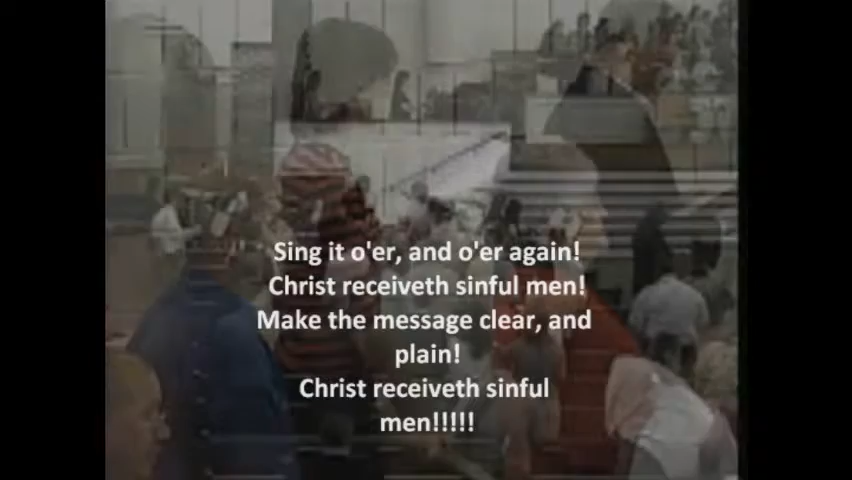 Sing it o'er, and o'er again!
Christ receiveth sinful men!
Make the message clear, and
plain!
Christ receiveth sinful
men!!!!!